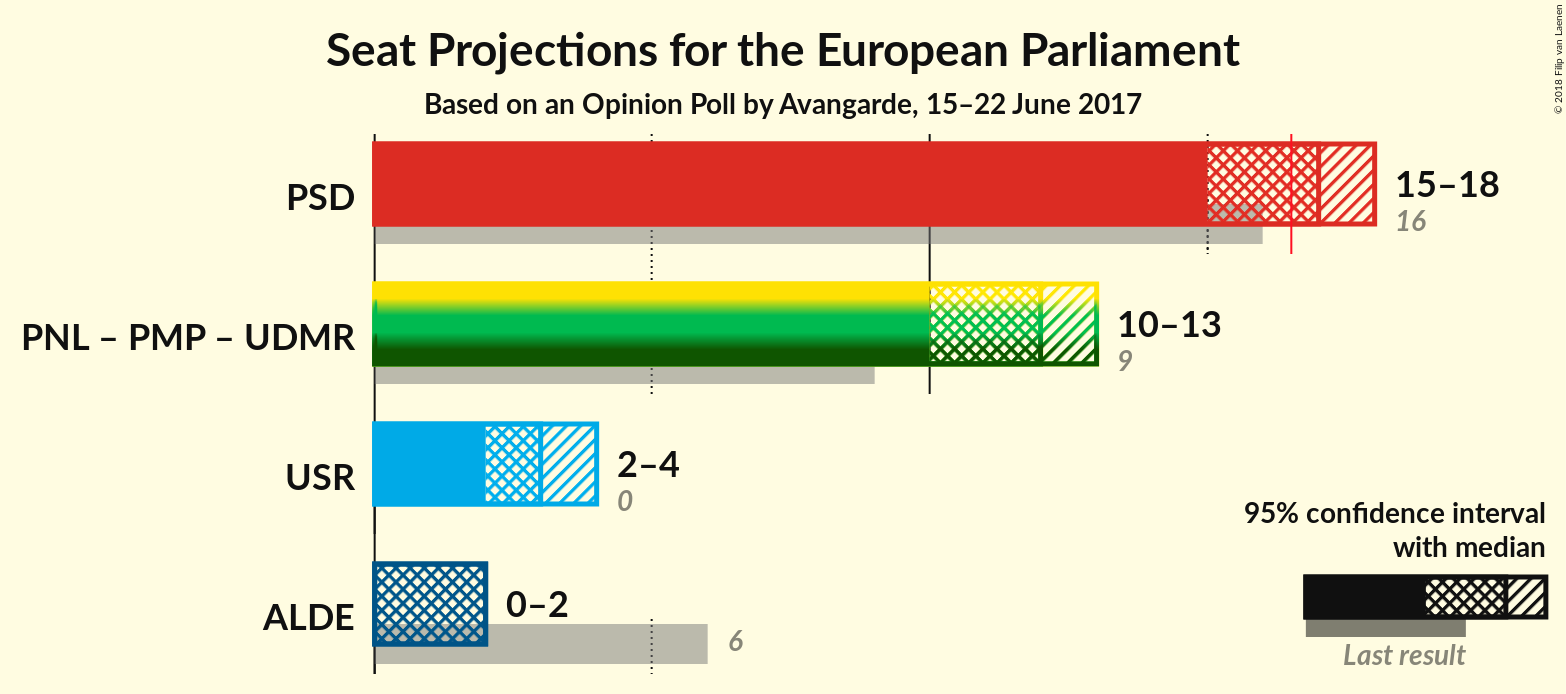 Seat Projections for the European Parliament
Based on an Opinion Poll by Avangarde, 15–22 June 2017
© 2018 Filip van Laenen
PSD
15–18
16
PNL – PMP – UDMR
10–13
9
USR
2–4
0
ALDE
0–2
6
95% confidence interval
with median
Last result